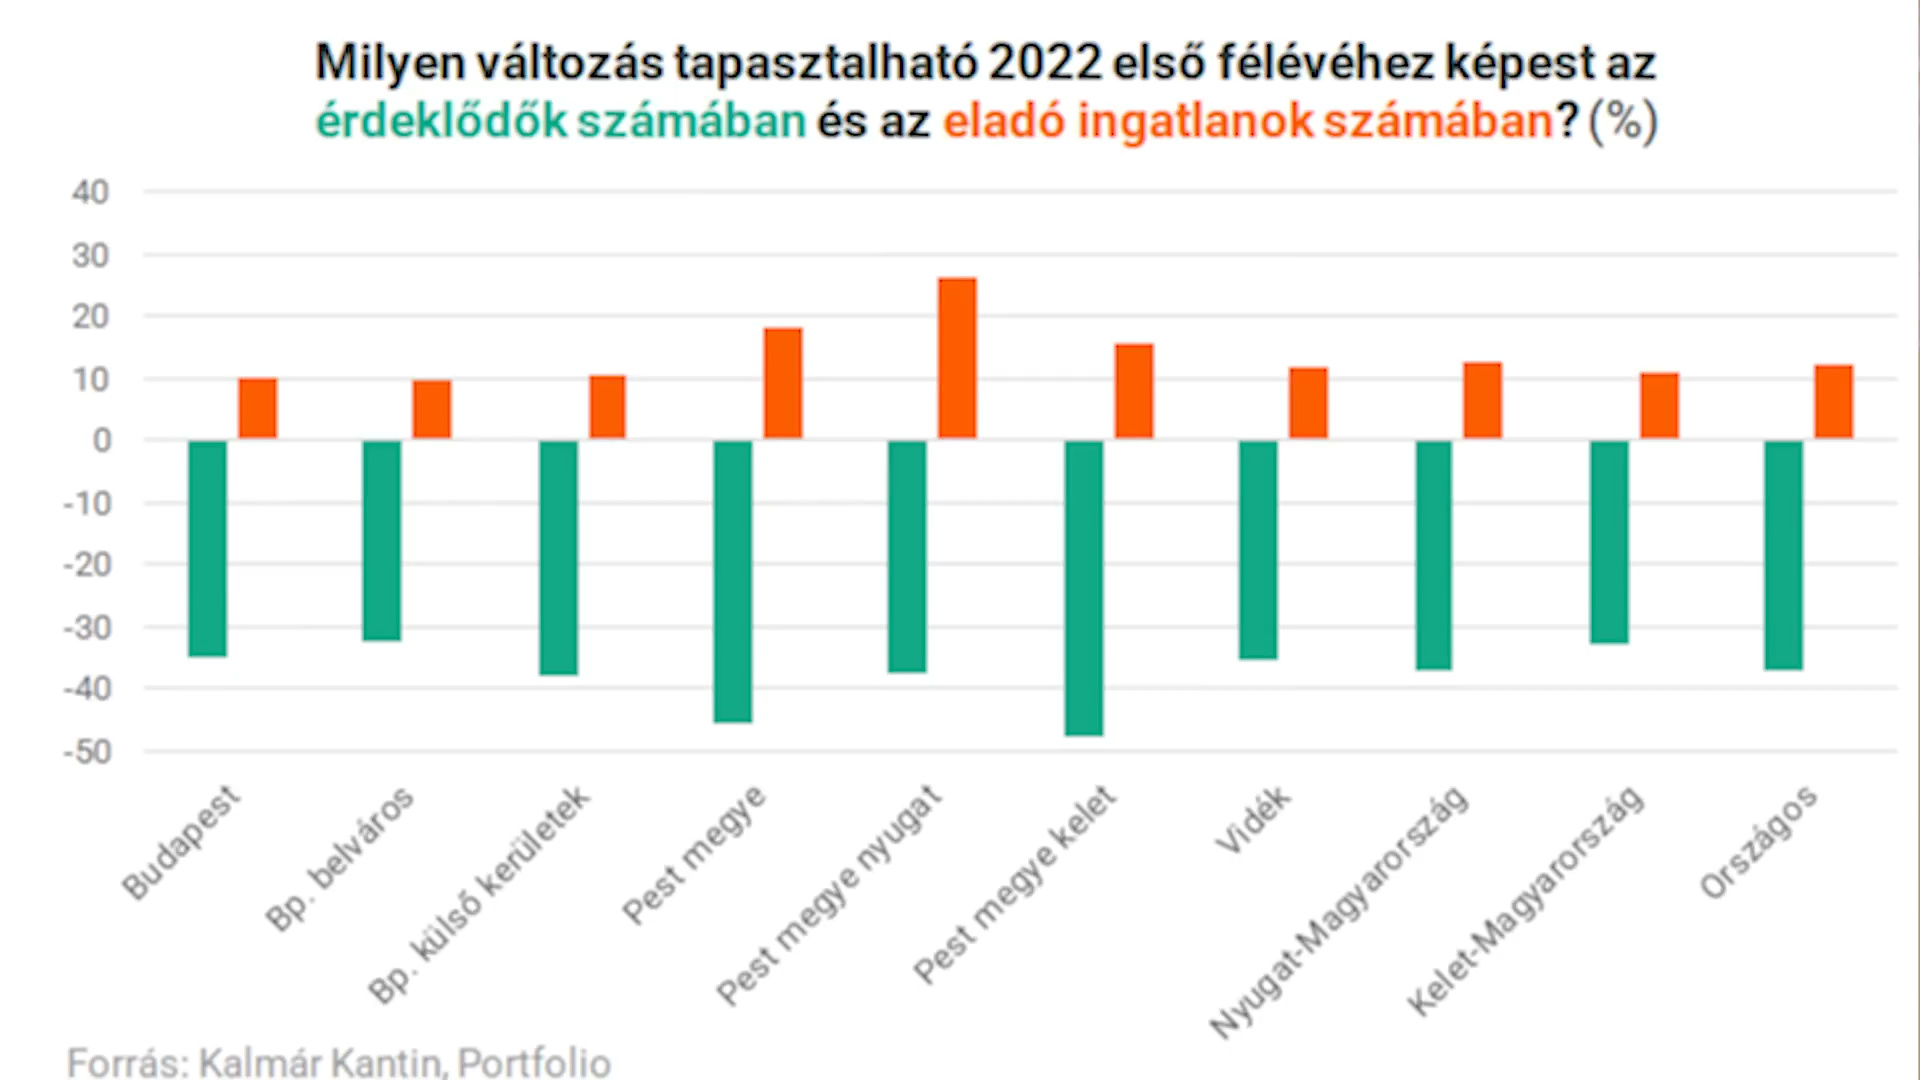 Milyen változás tapasztalható 2022 első félévéhez képest az
érdeklődők számában és az eladó ingatlanok számában? (%)
40
30
20
10
0
-10
-20
-30
-40
-50
Budapest
Bp. belváros
Bp. külső kerületek
Pest megye
Pest megye nyugat
Pest megye kelet
Vidék
Nyugat-Magyarország
Kelet-Magyarország
Országos
Forrás: Kalmár Kantin, Portfolio